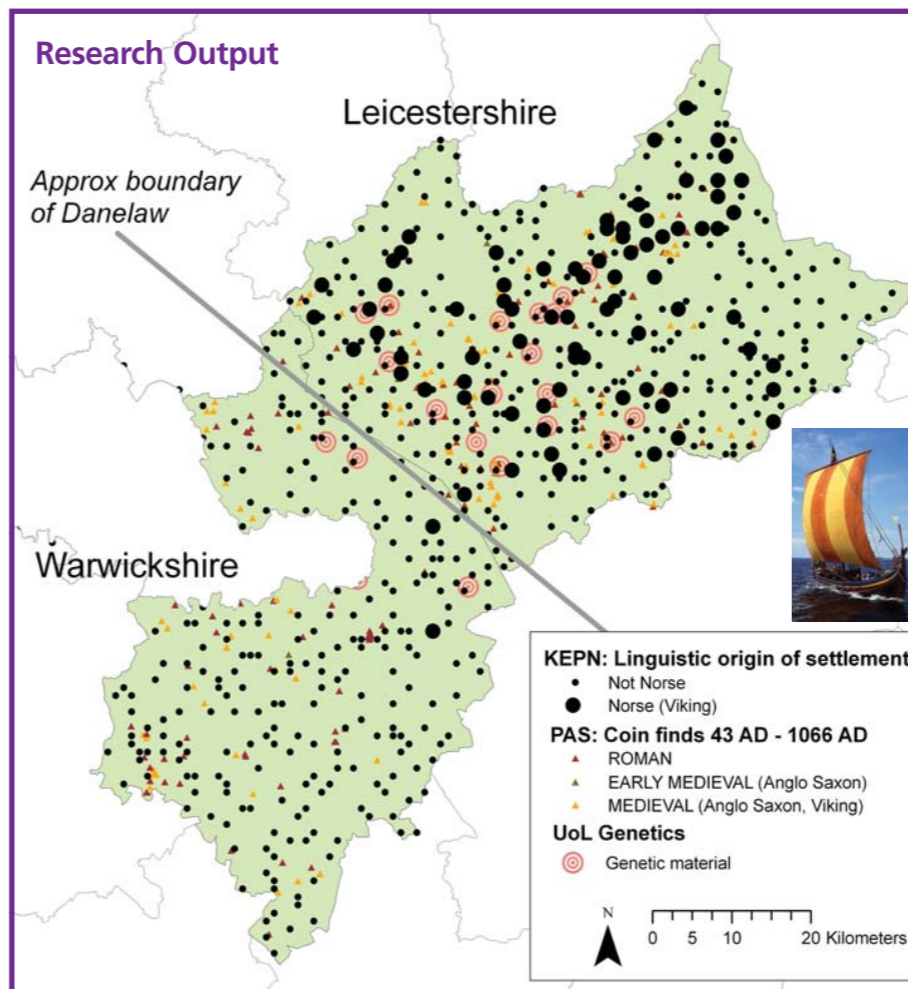 Research Output
Leicestershire
Approx boundary
of Danelaw
Warwickshire
KEPN: Linguistic origin of settlement
Not Norse
Norse (Viking)
PAS: Coin finds 43 AD - 1066 AD
ROMAN
EARLY MEDIEVAL (Anglo Saxon)
MEDIEVAL (Anglo Saxon, Viking)
UoL Genetics
Genetic material
N
0 5 10 20 Kilometers